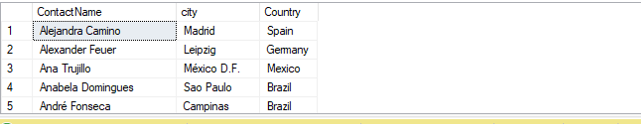 ContactName city Country
1 Alejandra Camino Madrid Spain
2 Alexander Feuer Leipzig Germany
3 Ana Trujillo México D.F. Mexico
4 Anabela Domingues Sao Paulo Brazil
5 André Fonseca Campinas Brazil